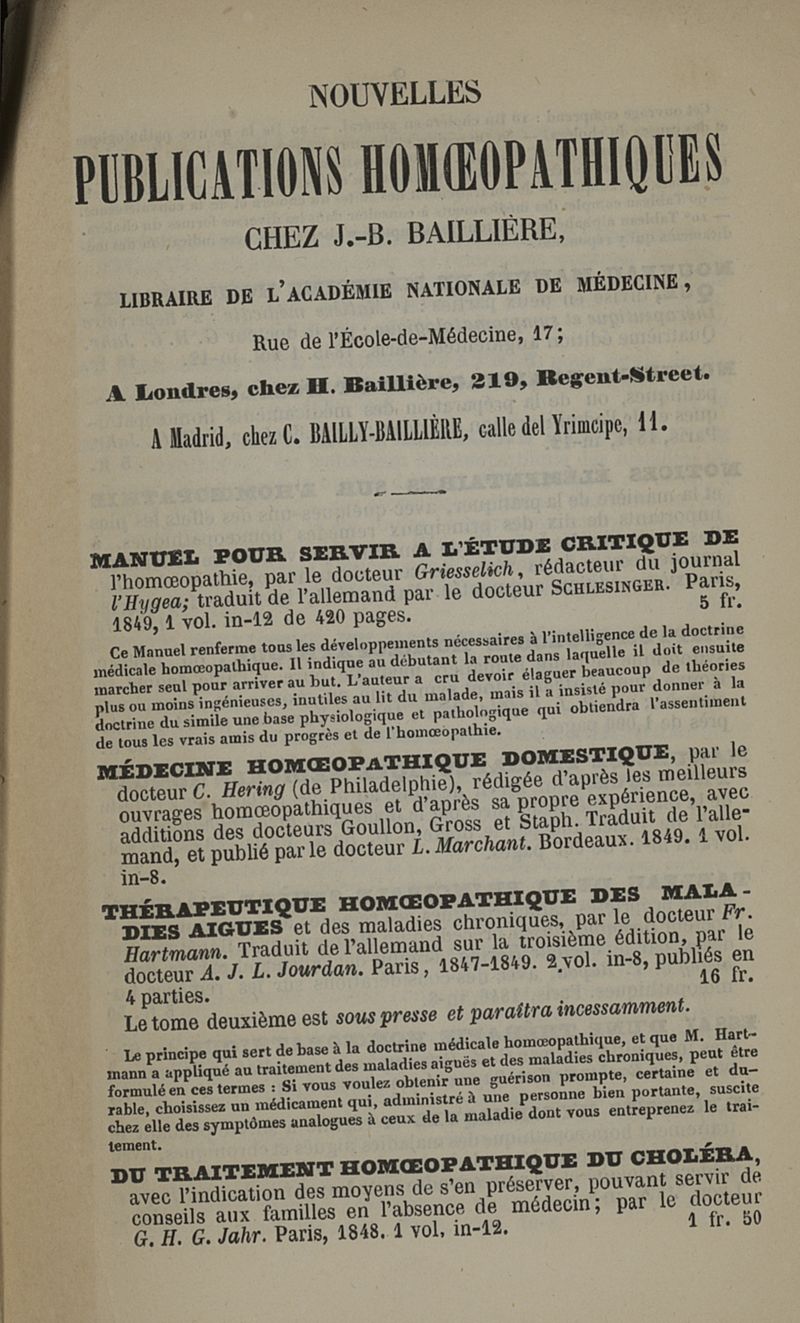 NOUVELLES
PUBLICATIONS HOMŒOPATHIQUES
CHEZ J.-B. BAILLIÈRE,
LIBRAIRE DE L'ACADÉMIE NATIONALE DE MÉDECINE,
Rue de l'École-de-Médecine, 17;
A Londres, chez H. Baillière, 219, Regent-Street.
A Madrid, chez C. BAILLY-BAILLIÈRE, calle del Yrimcipe, 11.
MANUEL POUR SERVIR A L'ÉTUDE CRITIQUE DE
l'homœopathie, par le docteur Griesselich, rédacteur du journal
l'Hygea; traduit de l'allemand par le docteur SCHLESINGER. Paris,
1849, 1 vol. in-12 de 420 pages. 5 fr.
Ce Manuel renferme tous les développements nécessaires à l'intelligence de la doctrine
médicale homœopathique. Il indique au débutant la route dans laquelle il doit ensuite
marcher seul pour arriver au but. L'auteur a cru devoir élaguer beaucoup de théories
plus ou moins ingénieuses, inutiles au lit du malade, mais il a insisté pour donner à la
doctrine du simile une base physiologique et pathologique qui obtiendra l'assentiment
de tous les vrais amis du progrès et de l'homœopathie.
MÉDECINE HOMŒOPATHIQUE DOMESTIQUE, par le
docteur C. Hering (de Philadelphie), rédigée d'après les meilleurs
ouvrages homœopathiques et d'après sa propre expérience, avec
additions des docteurs Goullon, Gross et Staph. Traduit de l'alle-
mand, et publié par le docteur L. Marchant. Bordeaux. 1849. 1 vol.
in-8.
THÉRAPEUTIQUE HOMŒOPATHIQUE DES MALA-
DIES AIGUES et des maladies chroniques, par le docteur Fr.
Hartmann. Traduit de l'allemand sur la troisième édition, par le
docteur A. J. L. Jourdan. Paris, 1847-1849. 2 vol. in-8, publiés en
4 parties. 16 fr.
Le tome deuxième est sous presse et paraîtra incessamment.
Le principe qui sert de base à la doctrine médicale homœopathique, et que M. Hart-
mann a appliqué au traitement des maladies aiguës et des maladies chroniques, peut être
formulé en ces termes : Si vous voulez obtenir une guérison prompte, certaine et du-
rable, choisissez un médicament qui, administré à une personne bien portante, suscite
chez elle des symptômes analogues à ceux de la maladie dont vous entreprenez le trai-
tement.
DU TRAITEMENT HOMŒOPATHIQUE DU CHOLÉRA,
avec l'indication des moyens de s'en préserver, pouvant servir de
conseils aux familles en l'absence de médecin; par le docteur
G. H. G. Jahr. Paris, 1848. 1 vol. in-12. 1 fr. 50